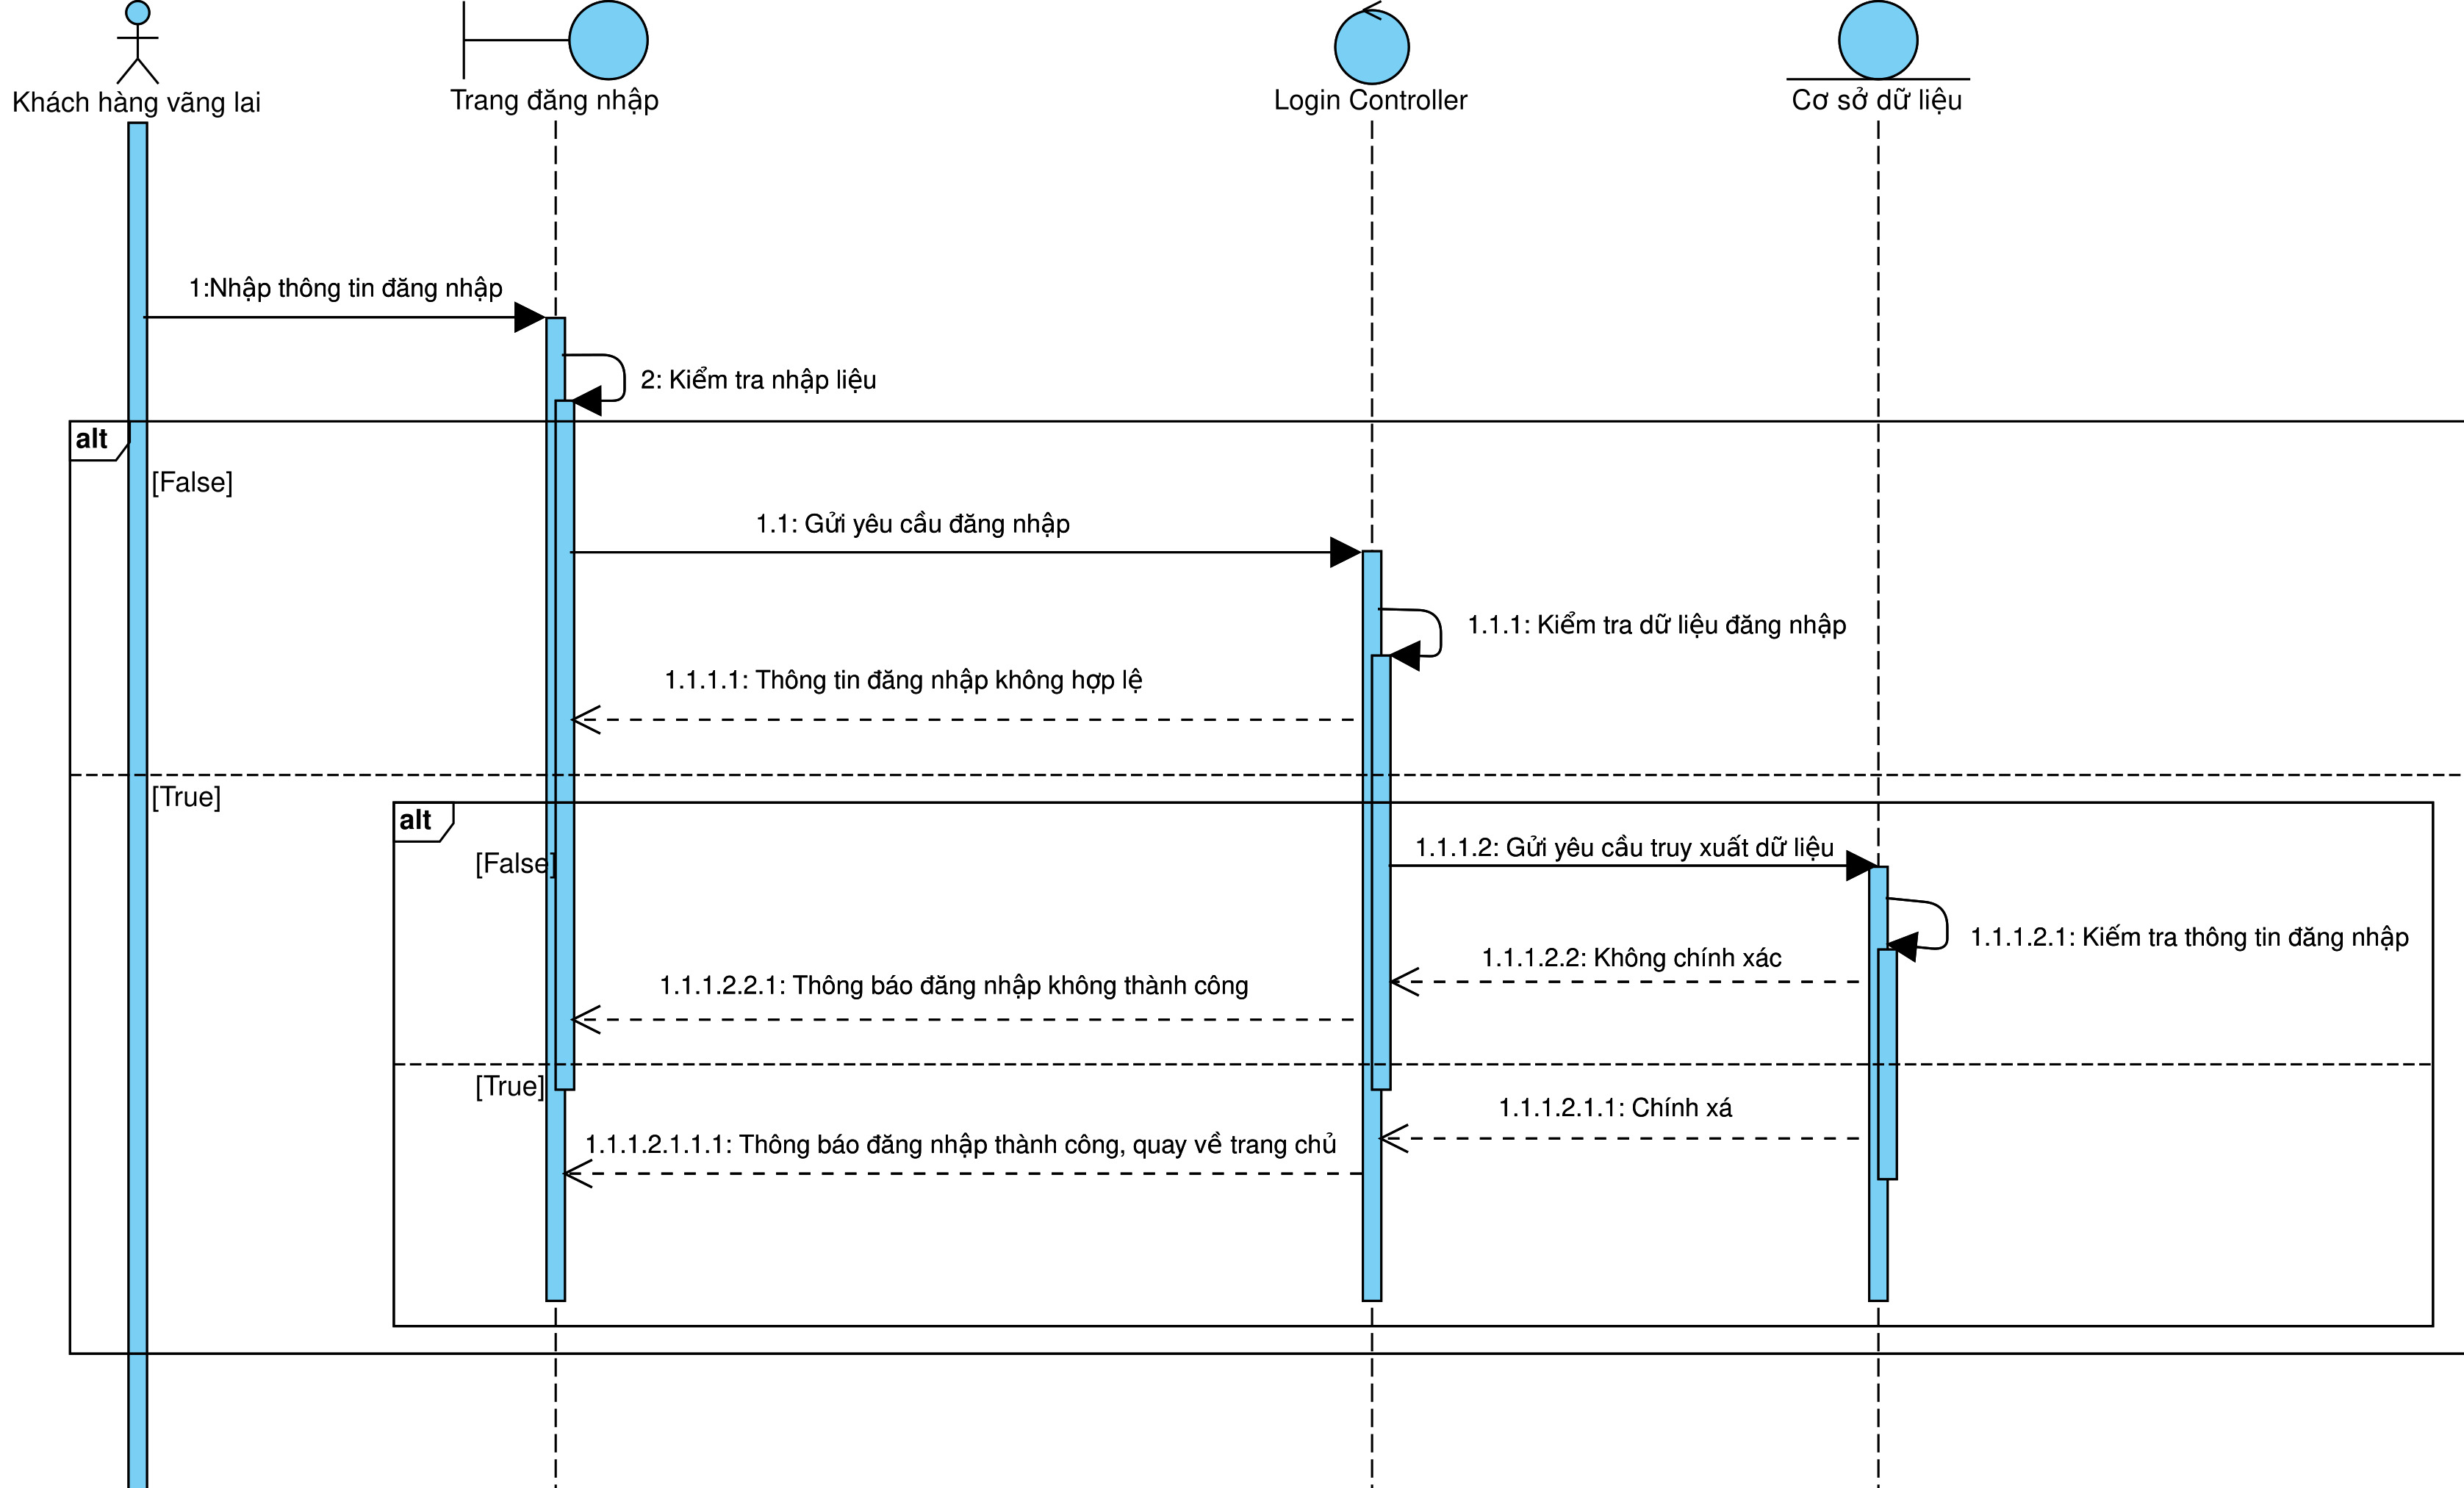 Khách hàng vãng lai
Trang đăng nhập
Login Controller
Cơ sở dữ liệu
1:Nhập thông tin đăng nhập
2: Kiểm tra nhập liệu
alt
[False]
1.1: Gửi yêu cầu đăng nhập
1.1.1: Kiểm tra dữ liệu đăng nhập
1.1.1.1: Thông tin đăng nhập không hợp lệ
[True]
alt
[False]
1.1.1.2: Gửi yêu cầu truy xuất dữ liệu
1.1.1.2.1: Kiểm tra thông tin đăng nhập
1.1.1.2.2: Không chính xác
1.1.1.2.2.1: Thông báo đăng nhập không thành công
[True]
1.1.1.2.1.1: Chính xá
1.1.1.2.1.1.1: Thông báo đăng nhập thành công, quay về trang chủ